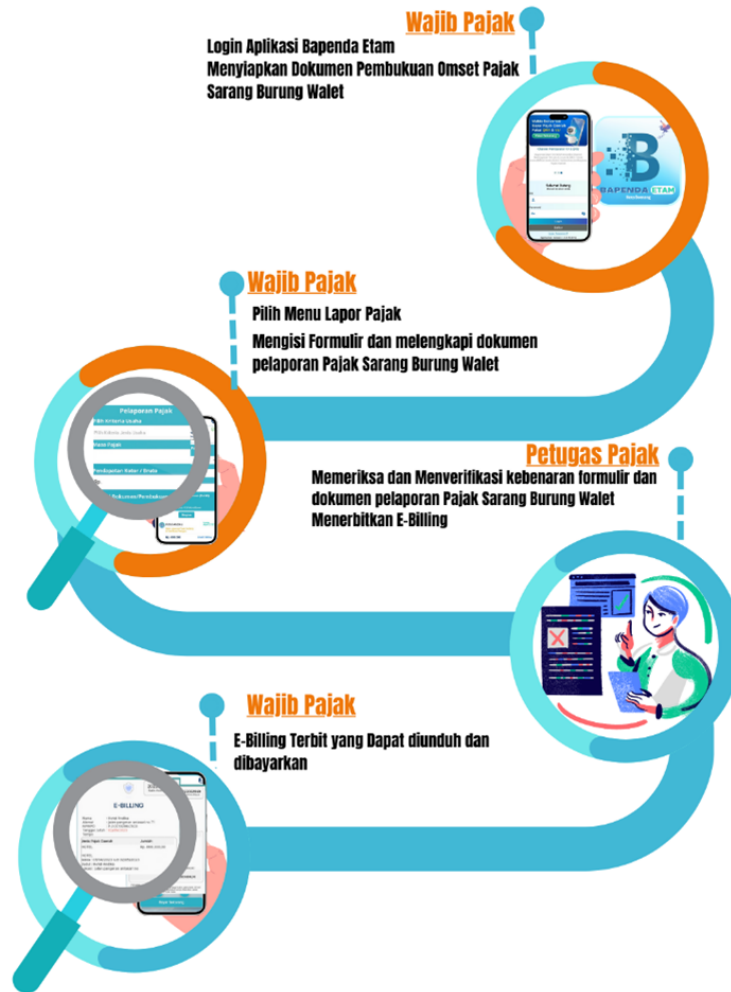 Wajib Pajak
Login Aplikasi Bapenda Etam
Menyiapkan Dokumen Pembukuan Omset Pajak
Sarang Burung Walet
B
BAPENDA ETAM
Wajib Pajak
Pilih Menu Lapor Pajak
Mengisi Formulir dan melengkapi dokumen
pelaporan Pajak Sarang Burung Walet
Pelaporan Pajak
Petugas Pajak
Memeriksa dan Menverifikasi kebenaran formulir dan
dokumen pelaporan Pajak Sarang Burung Walet
Menerbitkan E-Billing
Wajib Pajak
E-Billing Terbit yang Dapat diunduh dan
dibayarkan
E-BILLING